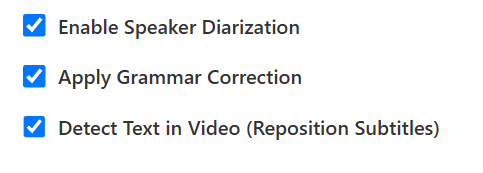 Enable Speaker Diarization
Apply Grammar Correction
Detect Text in Video (Reposition Subtitles)